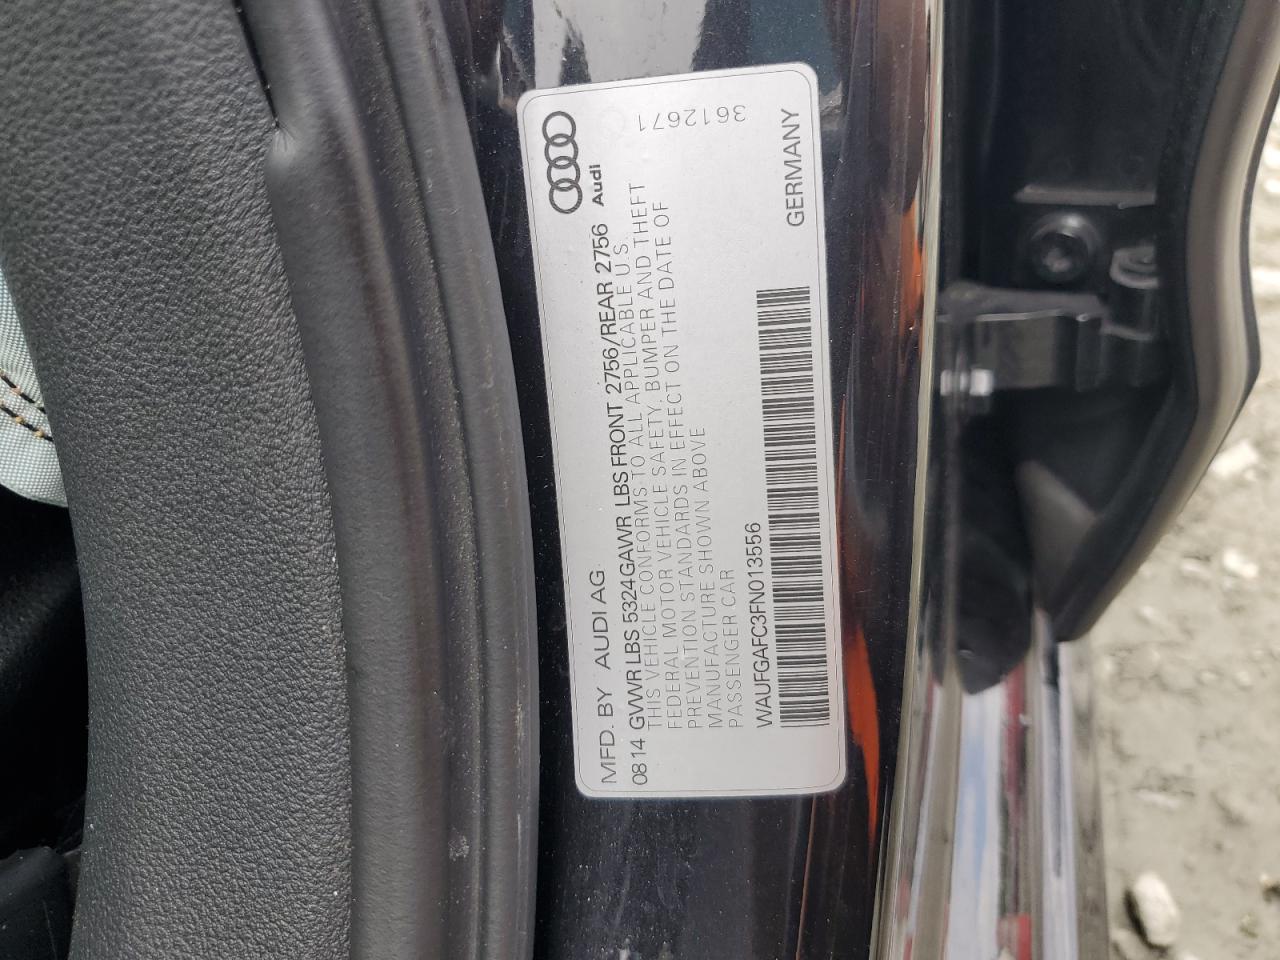 MFD. BY AUDI AG
0814 GVWR LBS 5324 GAWR LBS FRONT 2756/REAR 2756
THIS VEHICLE CONFORMS TO ALL APPLICABLE U.S.
FEDERAL MOTOR VEHICLE SAFETY, BUMPER AND THEFT
PREVENTION STANDARDS IN EFFECT ON THE DATE OF
MANUFACTURE SHOWN ABOVE
PASSENGER CAR
WAUFGAFC3FN013556
Audi
3612671
GERMANY